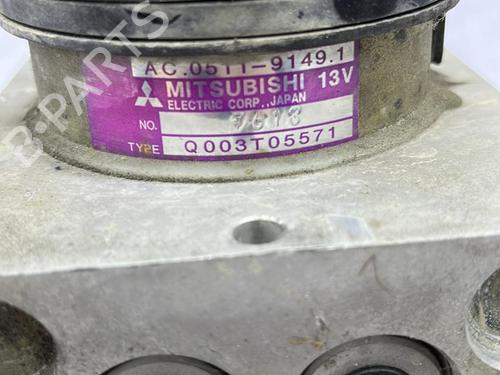 AC.0511-9149.1
MITSUBISHI 13V
ELECTRIC CORP., JAPAN
NO.
TYPE Q003T05571
B-PARTS